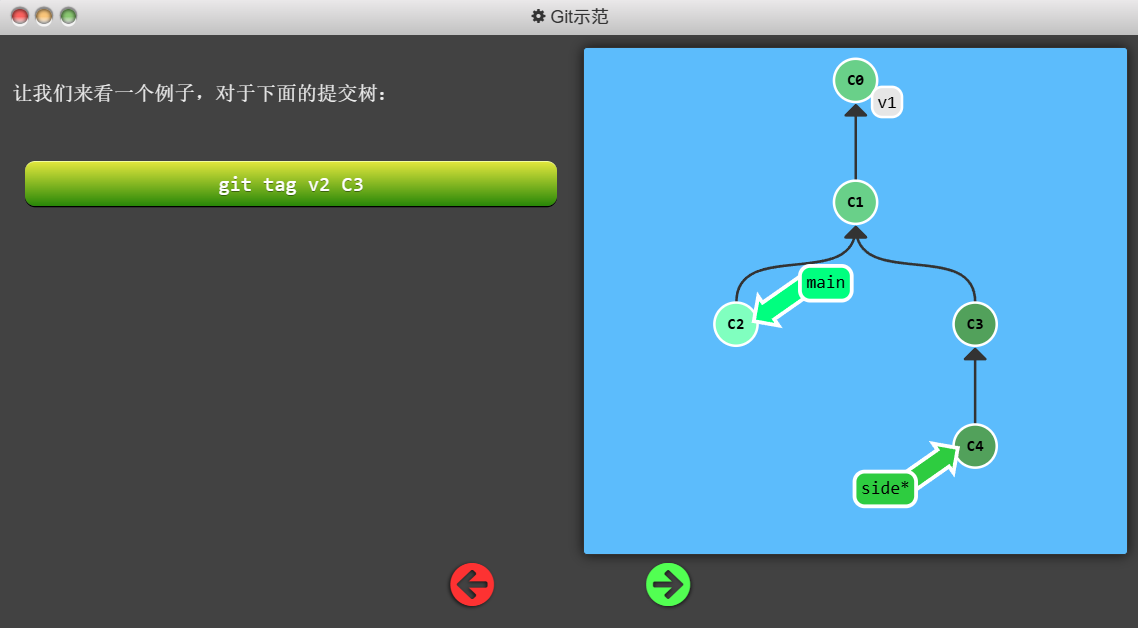 Git示范
让我们来看一个例子，对于下面的提交树：
git tag v2 C3
C0
v1
C1
main
C2
C3
C4
side*